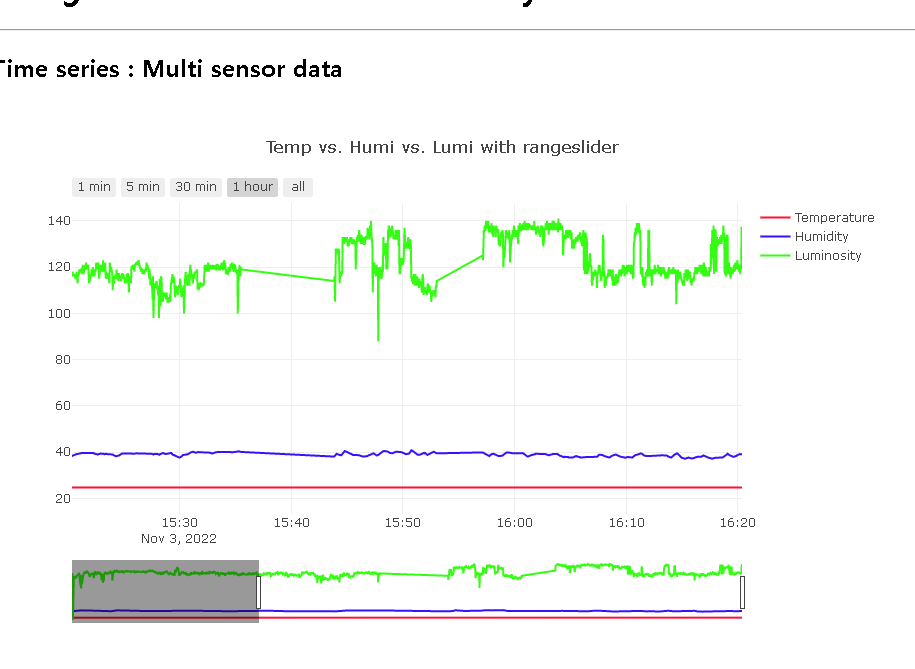 Time series : Multi sensor data
Temp vs. Humi vs. Lumi with rangeslider
1 min 5 min 30 min 1 hour all
140
120
100
80
60
40
20
Temperature
Humidity
Luminosity
15:30 15:40 15:50 16:00 16:10 16:20
Nov 3, 2022